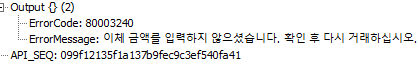 Output {} (2)
ErrorCode: 80003240
ErrorMessage: 이체 금액를 입력하지 않으셨습니다. 확인 후 다시 거래하십시오.
API_SEQ: 099f12135f1a137b9fec9c3ef540fa41